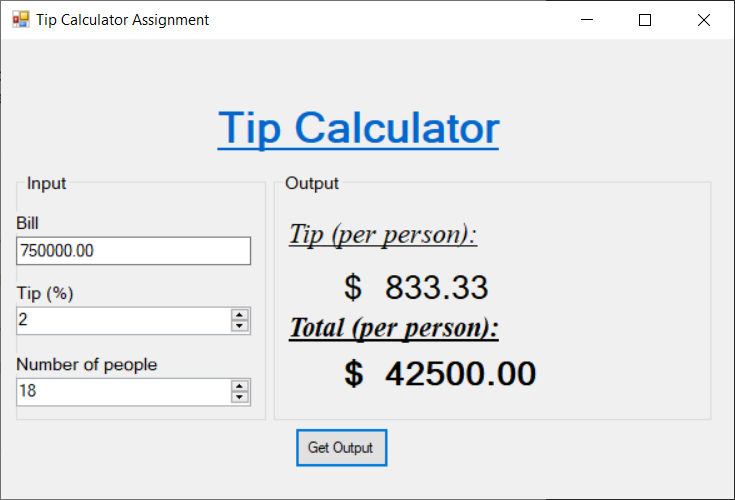 Tip Calculator Assignment
Tip Calculator
Input
Bill
750000.00
Tip (%)
2
Number of people
18
Output
Tip (per person):
$ 833.33
Total (per person):
$ 42500.00
Get Output